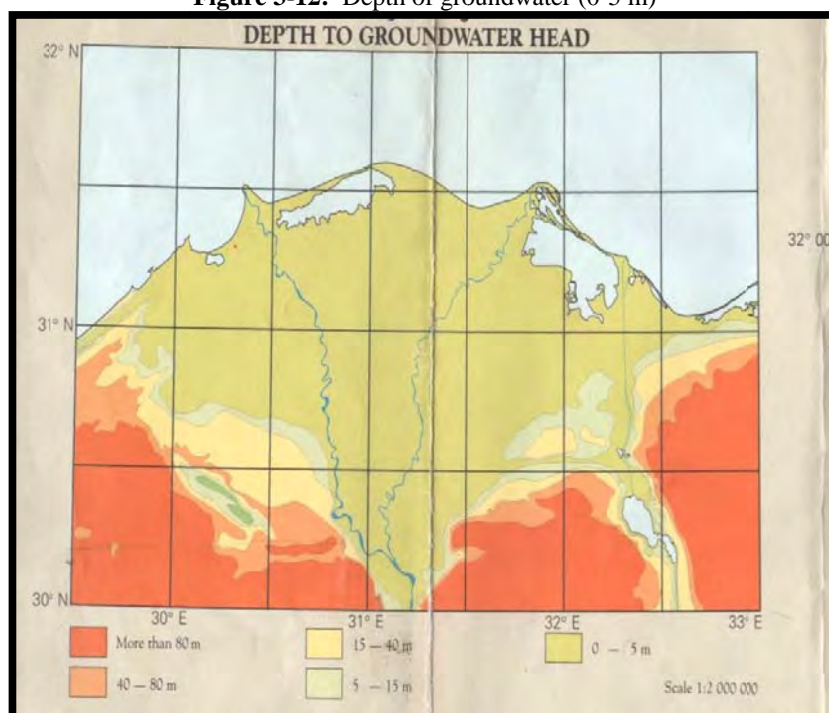 Figure 3-12: Depth of groundwater (0-5 m)
DEPTH TO GROUNDWATER HEAD
32° N
32° 00
31° N
30° N
30° E
31° E
32° E
33° E
More than 80 m
15 — 40 m
0 — 5 m
40 — 80 m
5 — 15 m
Scale 1:2 000 000